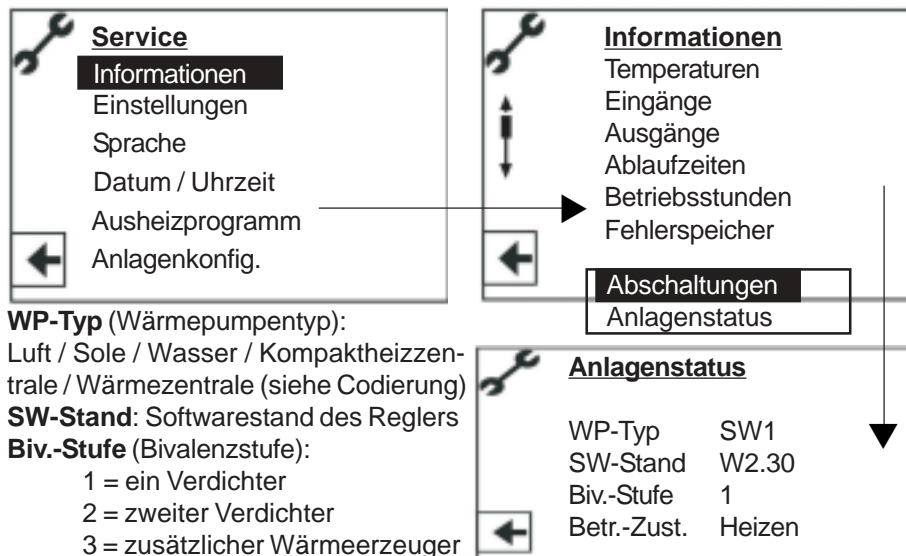 Service
Informationen
Einstellungen
Sprache
Datum / Uhrzeit
Ausheizprogramm
Anlagenkonfig.
Informationen
Temperaturen
Eingänge
Ausgänge
Ablaufzeiten
Betriebsstunden
Fehlerspeicher
Abschaltungen
Anlagenstatus
WP-Typ (Wärmepumpentyp):
Luft / Sole / Wasser / Kompaktheizzen-
trale / Wärmezentrale (siehe Codierung)
SW-Stand: Softwarestand des Reglers
Biv.-Stufe (Bivalenzstufe):
1 = ein Verdichter
2 = zweiter Verdichter
3 = zusätzlicher Wärmeerzeuger
Anlagenstatus
WP-Typ SW1
SW-Stand W2.30
Biv.-Stufe 1
Betr.-Zust. Heizen